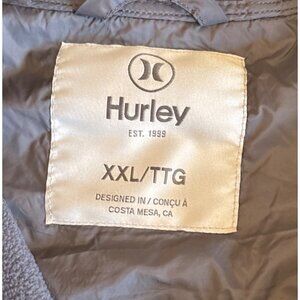 Hurley
EST. 1999
XXL/TTG
DESIGNED IN / CONÇU À
COSTA MESA, CA